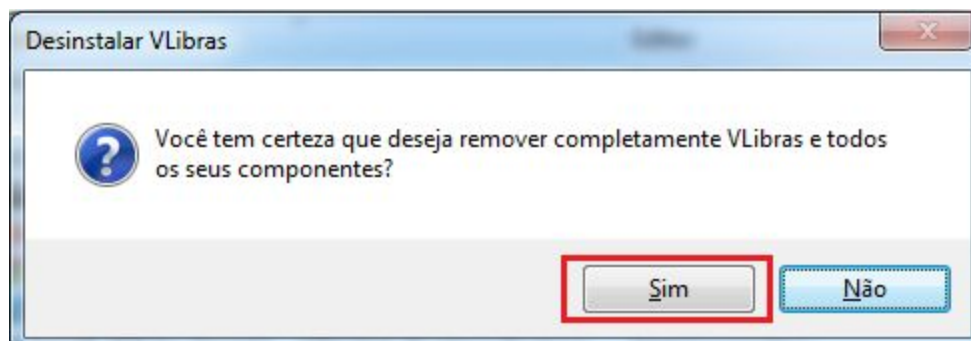 Desinstalar VLibras
Você tem certeza que deseja remover completamente VLibras e todos
os seus componentes?
Sim
Não